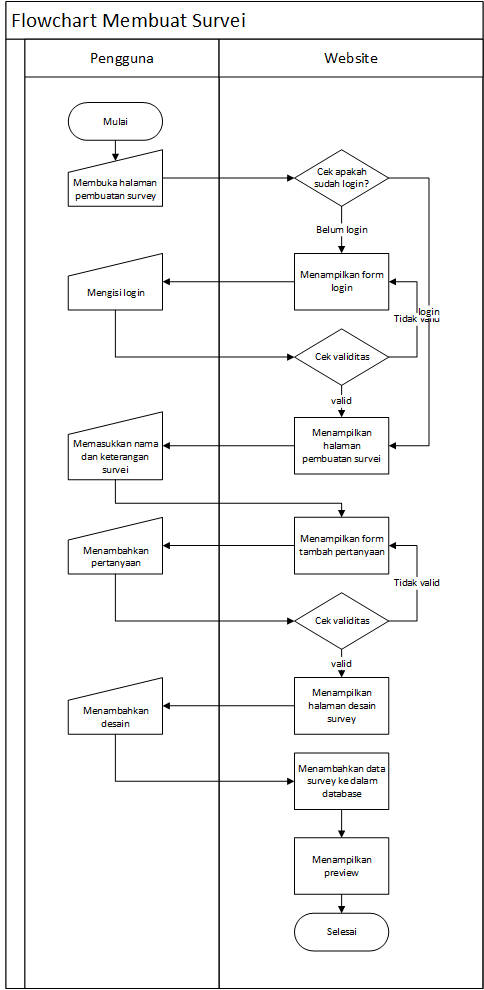 Flowchart Membuat Survei
Pengguna
Website
Mulai
Membuka halaman
pembuatan survey
Cek apakah
sudah login?
Belum login
Menampilkan form
login
Mengisi login
login
Tidak valid
Cek validitas
valid
Memasukkan nama
dan keterangan
survei
Menampilkan
halaman
pembuatan survei
Menampilkan form
tambah pertanyaan
Menambahkan
pertanyaan
Tidak valid
Cek validitas
valid
Menampilkan
halaman desain
survey
Menambahkan
desain
Menambahkan data
survey ke dalam
database
Menampilkan
preview
Selesai